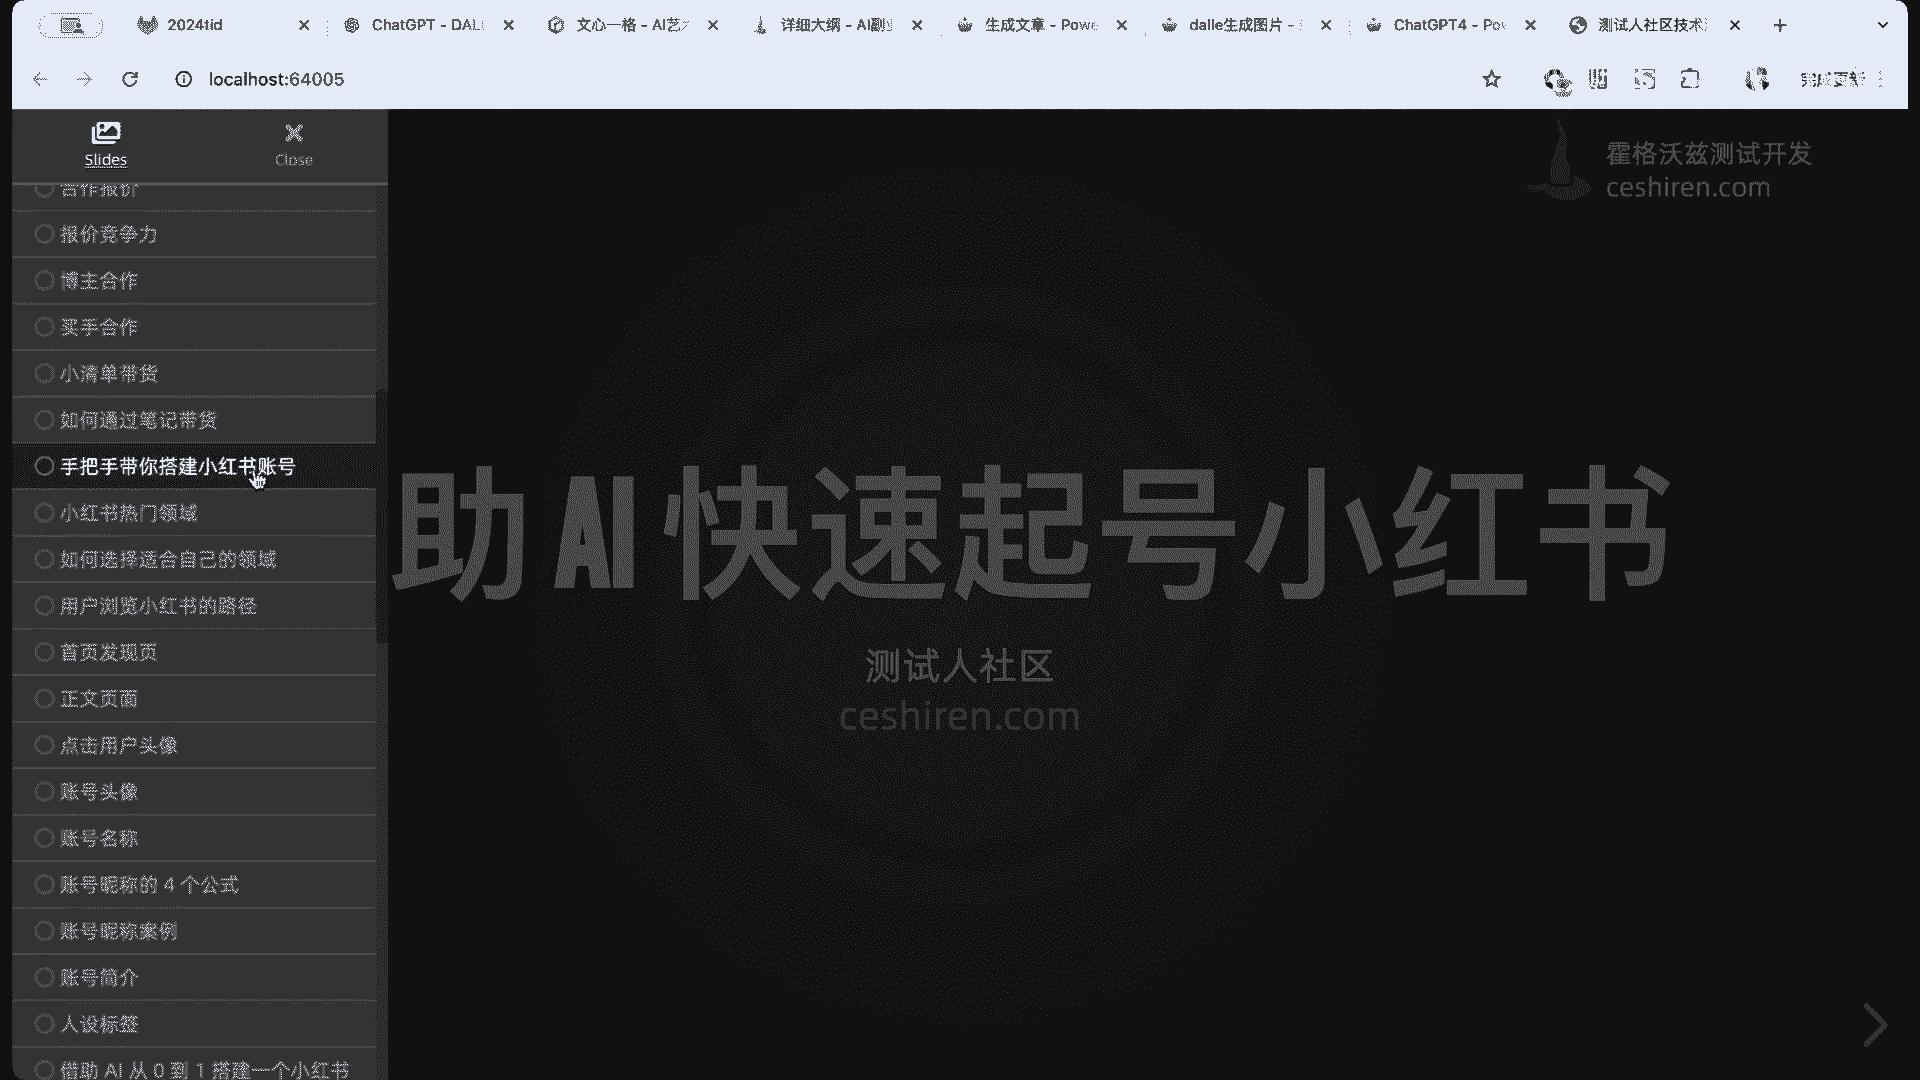 2024tid
ChatGPT - DALL
文心一格 - AI艺
详细大纲 - AI副
生成文章 - Powe
dalle生成图片 -
ChatGPT4 - Po
测试人社区技术
localhost:64005
完成更新
Slides
Close
霍格沃兹测试开发
ceshiren.com
合作报价
报价竞争力
博主合作
买手合作
小清单带货
如何通过笔记带货
手把手带你搭建小红书账号
小红书热门领域
如何选择适合自己的领域
用户浏览小红书的路径
首页发现页
正文页面
点击用户头像
账号头像
账号名称
账号昵称的 4 个公式
账号昵称案例
账号简介
人设标签
借助 AI 从 0 到 1 搭建一个小红书
助 AI 快速起号小红书
测试人社区
ceshiren.com